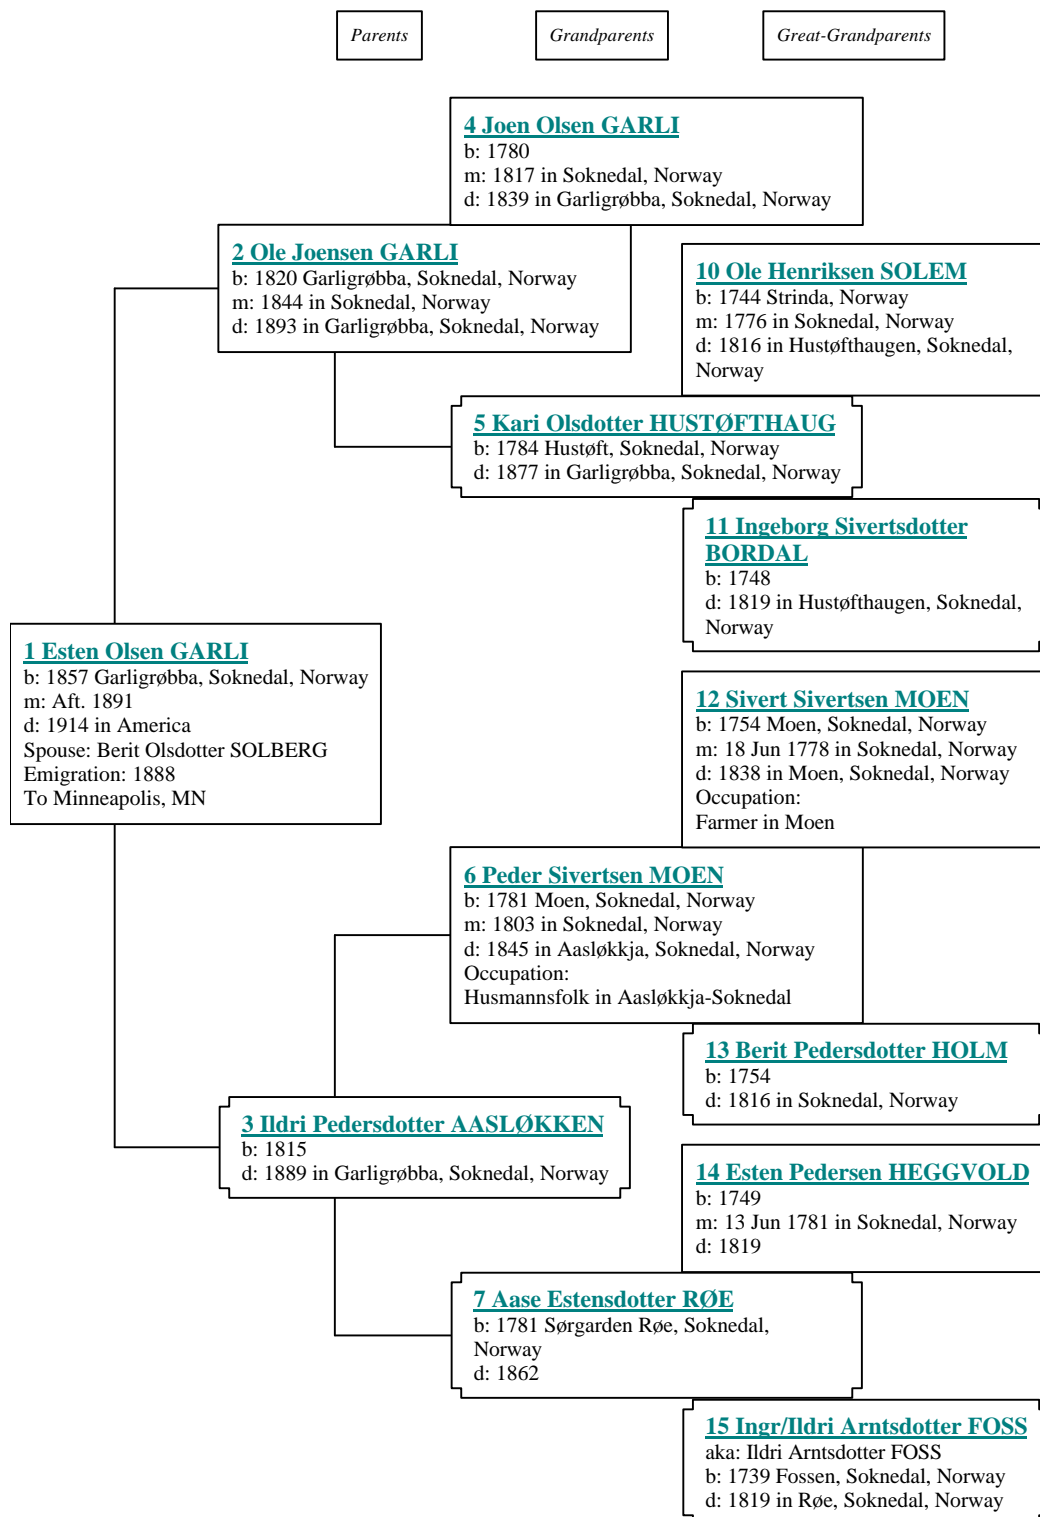 Parents
Grandparents
Great-Grandparents
4 Joen Olsen GARLI
b: 1780
m: 1817 in Soknedal, Norway
d: 1839 in Garligrøbba, Soknedal, Norway
2 Ole Joensen GARLI
b: 1820 Garligrøbba, Soknedal, Norway
m: 1844 in Soknedal, Norway
d: 1893 in Garligrøbba, Soknedal, Norway
10 Ole Henriksen SOLEM
b: 1744 Strinda, Norway
m: 1776 in Soknedal, Norway
d: 1816 in Hustøfthaugen, Soknedal,
Norway
5 Kari Olsdotter HUSTØFTHAUG
b: 1784 Hustøft, Soknedal, Norway
d: 1877 in Garligrøbba, Soknedal, Norway
11 Ingeborg Sivertsdotter
BORDAL
b: 1748
d: 1819 in Hustøfthaugen, Soknedal,
Norway
1 Esten Olsen GARLI
b: 1857 Garligrøbba, Soknedal, Norway
m: Aft. 1891
d: 1914 in America
Spouse: Berit Olsdotter SOLBERG
Emigration: 1888
To Minneapolis, MN
12 Sivert Sivertsen MOEN
b: 1754 Moen, Soknedal, Norway
m: 18 Jun 1778 in Soknedal, Norway
d: 1838 in Moen, Soknedal, Norway
Occupation:
Farmer in Moen
6 Peder Sivertsen MOEN
b: 1781 Moen, Soknedal, Norway
m: 1803 in Soknedal, Norway
d: 1845 in Aasløkkja, Soknedal, Norway
Occupation:
Husmannsfolk in Aasløkkja-Soknedal
13 Berit Pedersdotter HOLM
b: 1754
d: 1816 in Soknedal, Norway
3 Ildri Pedersdotter AASLØKKEN
b: 1815
d: 1889 in Garligrøbba, Soknedal, Norway
14 Esten Pedersen HEGGVOLD
b: 1749
m: 13 Jun 1781 in Soknedal, Norway
d: 1819
7 Aase Estensdotter RØE
b: 1781 Sørgarden Røe, Soknedal,
Norway
d: 1862
15 Ingr/Ildri Arntsdotter FOSS
aka: Ildri Arntsdotter FOSS
b: 1739 Fossen, Soknedal, Norway
d: 1819 in Røe, Soknedal, Norway